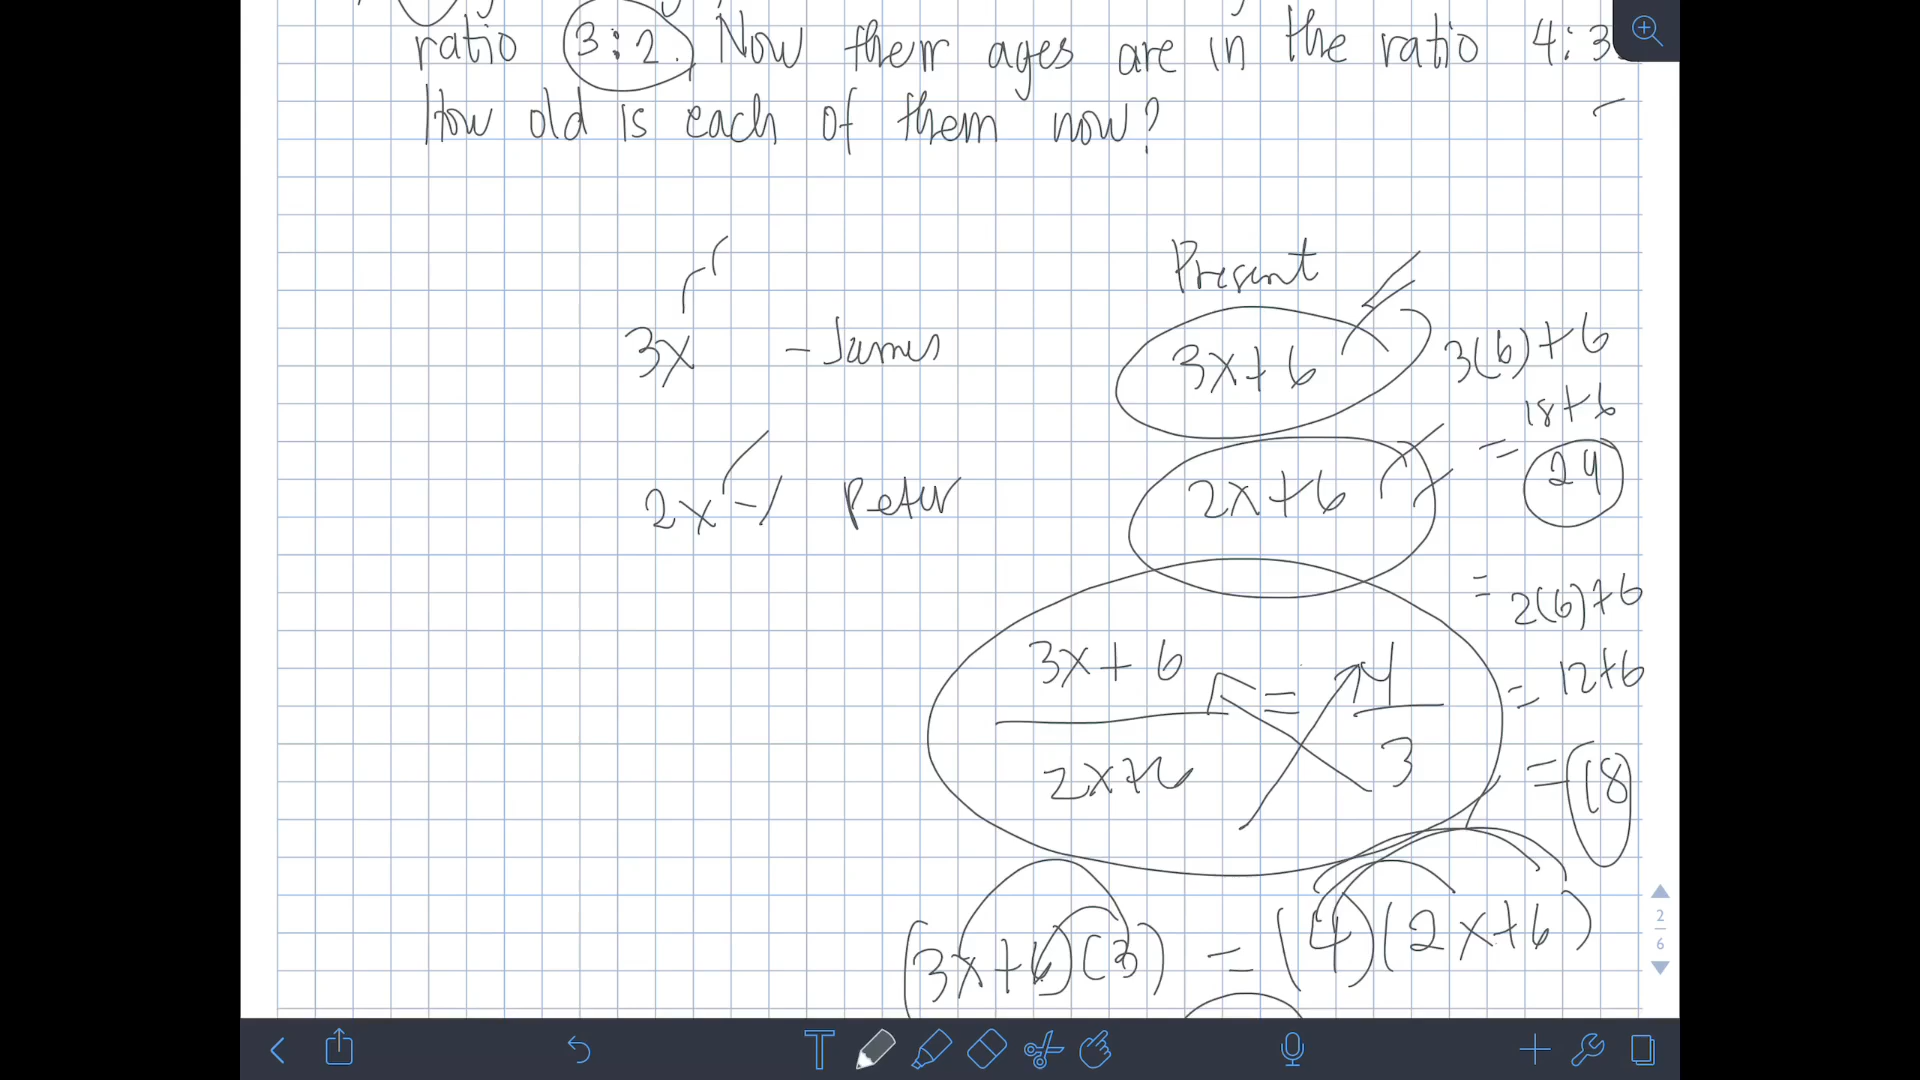 ratio 3:2. Now their ages are in the ratio 4:3.
How old is each of them now?
Present
3x - James
3x+6
3(6)+6
18+6
= 24
2x - Peter
2x+6
= 2(6)+6
= 12+6
= 18
3x+6 = 4
2x+6 3
(3x+6)(3) = (4)(2x+6)
2
6
T